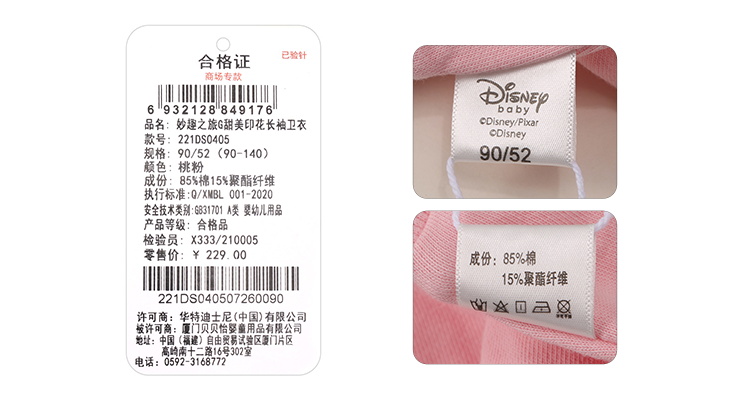 合格证
已验针
商场专款
6 932128 849176
品名: 妙趣之旅G甜美印花长袖卫衣
款号: 221DS0405
规格: 90/52 (90-140)
颜色: 桃粉
成份: 85%棉15%聚酯纤维
执行标准:Q/XMBL 001-2020
安全技术类别:GB31701 A类 婴幼儿用品
产品等级: 合格品
检验员: X333/210005
零售价: ¥ 229.00
221DS040507260090
许可商: 华特迪士尼(中国)有限公司
被许可商: 厦门贝贝怡婴童用品有限公司
地址: 中国（福建）自由贸易试验区厦门片区
高崎南十二路16号302室
电话: 0592-3168772
Disney
baby
©Disney/Pixar
©Disney
90/52
成份: 85%棉
15%聚酯纤维